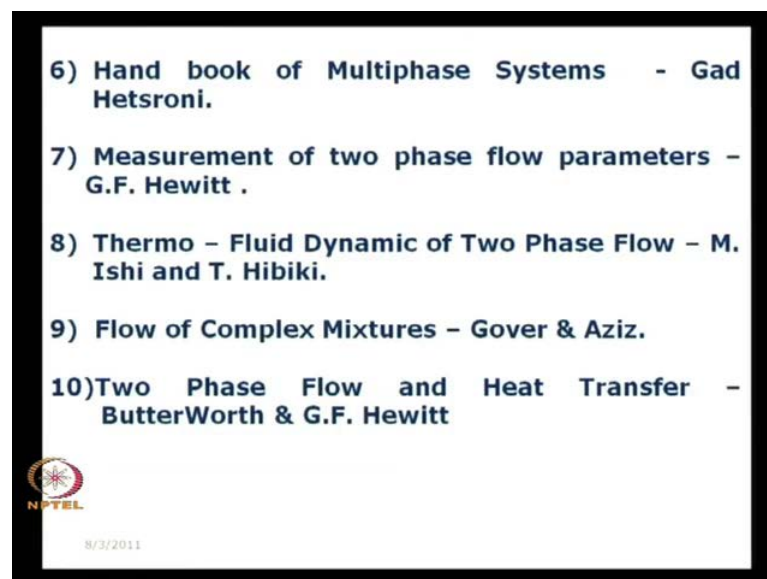 6) Hand book of Multiphase Systems - Gad
Hetsroni.
7) Measurement of two phase flow parameters –
G.F. Hewitt .
8) Thermo – Fluid Dynamic of Two Phase Flow – M.
Ishi and T. Hibiki.
9) Flow of Complex Mixtures – Gover & Aziz.
10)Two Phase Flow and Heat Transfer –
ButterWorth & G.F. Hewitt
NPTEL
8/3/2011